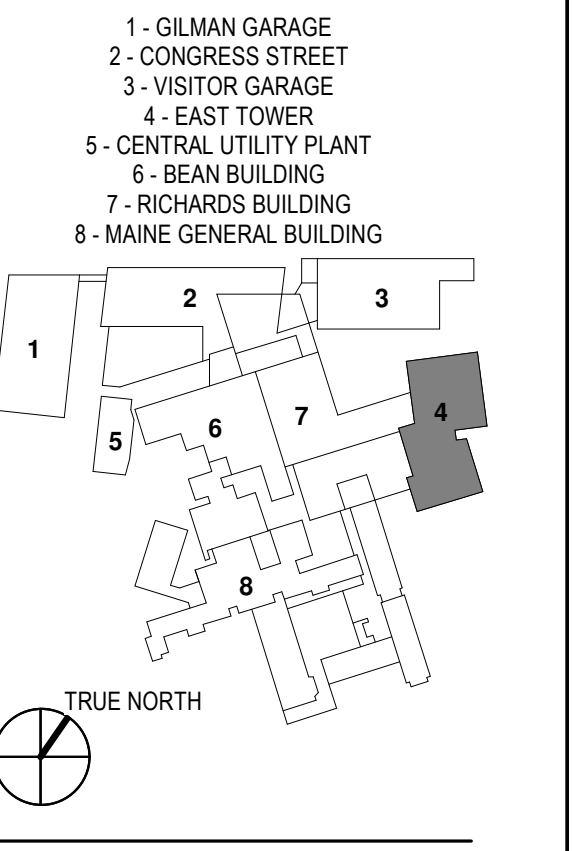 1 - GILMAN GARAGE
2 - CONGRESS STREET
3 - VISITOR GARAGE
4 - EAST TOWER
5 - CENTRAL UTILITY PLANT
6 - BEAN BUILDING
7 - RICHARDS BUILDING
8 - MAINE GENERAL BUILDING
2
3
1
4
7
6
5
8
TRUE NORTH